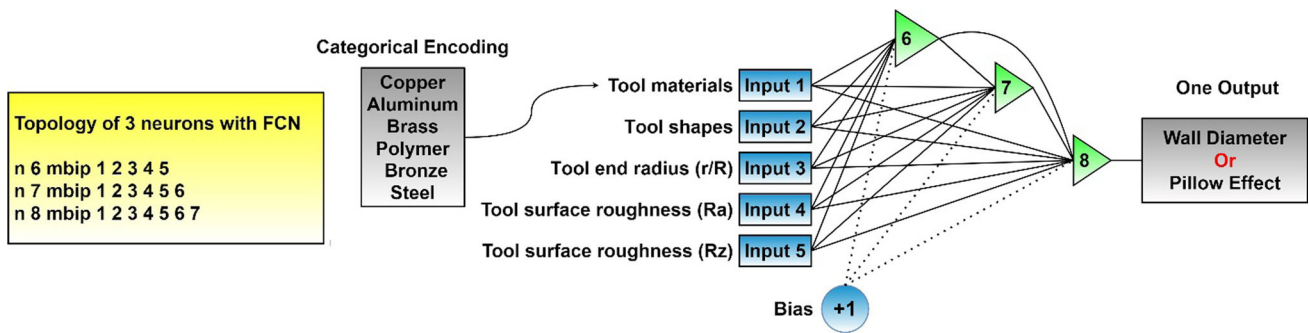 Topology of 3 neurons with FCN
n 6 mbip 1 2 3 4 5
n 7 mbip 1 2 3 4 5 6
n 8 mbip 1 2 3 4 5 6 7
Categorical Encoding
Copper
Aluminum
Brass
Polymer
Bronze
Steel
Tool materials
Input 1
Tool shapes
Input 2
Tool end radius (r/R)
Input 3
Tool surface roughness (Ra)
Input 4
Tool surface roughness (Rz)
Input 5
Bias
+1
6
7
8
One Output
Wall Diameter
Or
Pillow Effect